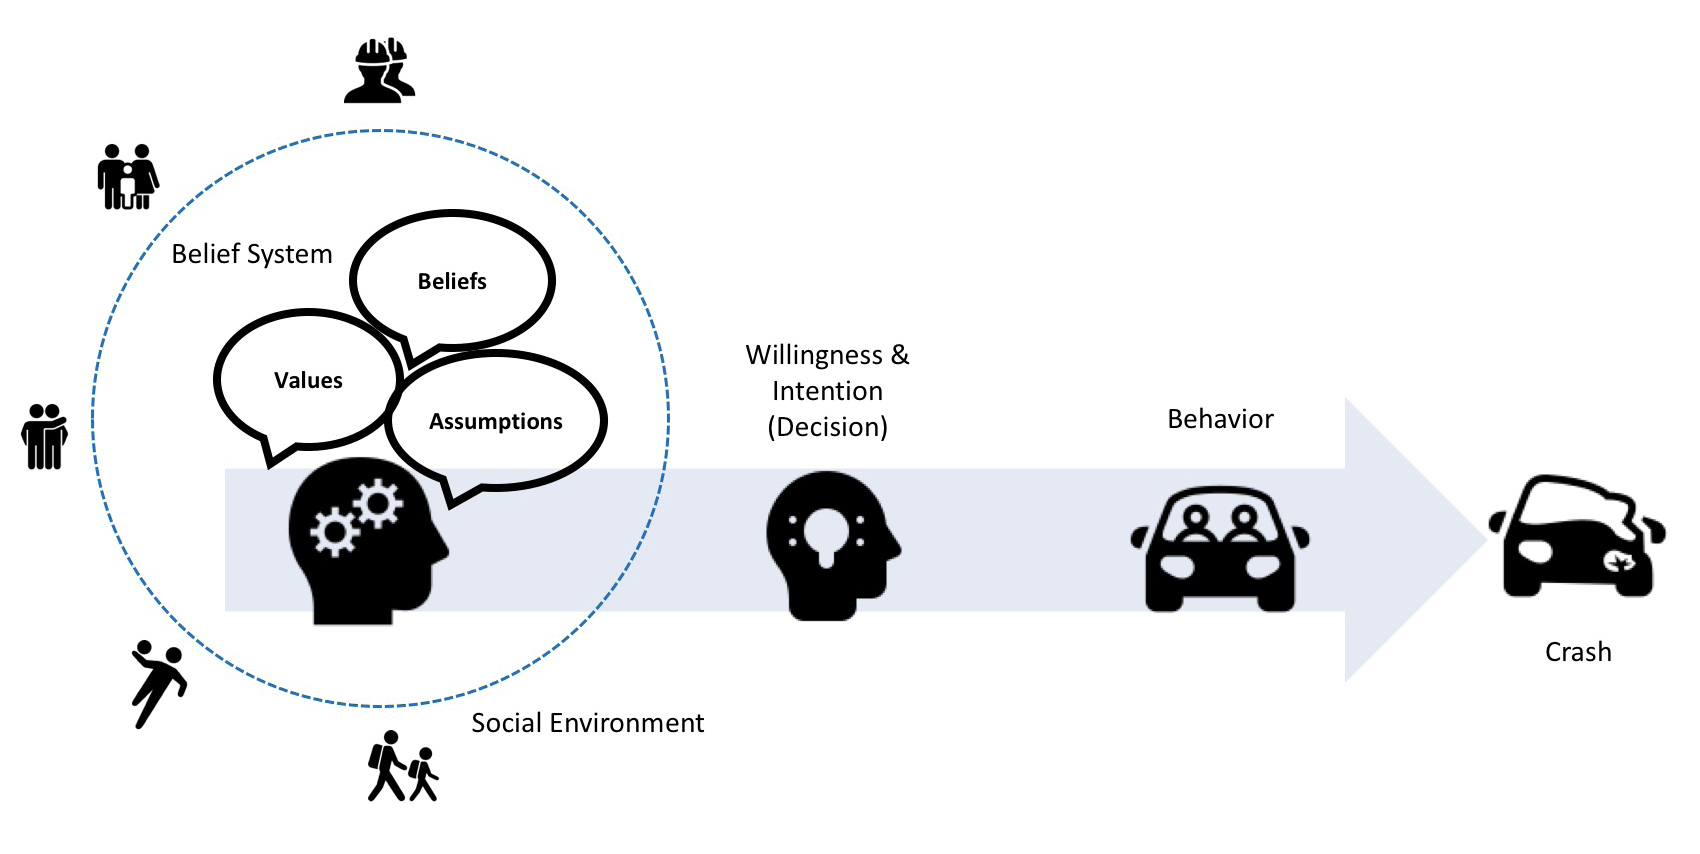 Belief System
Beliefs
Values
Assumptions
Willingness &
Intention
(Decision)
Behavior
Crash
Social Environment